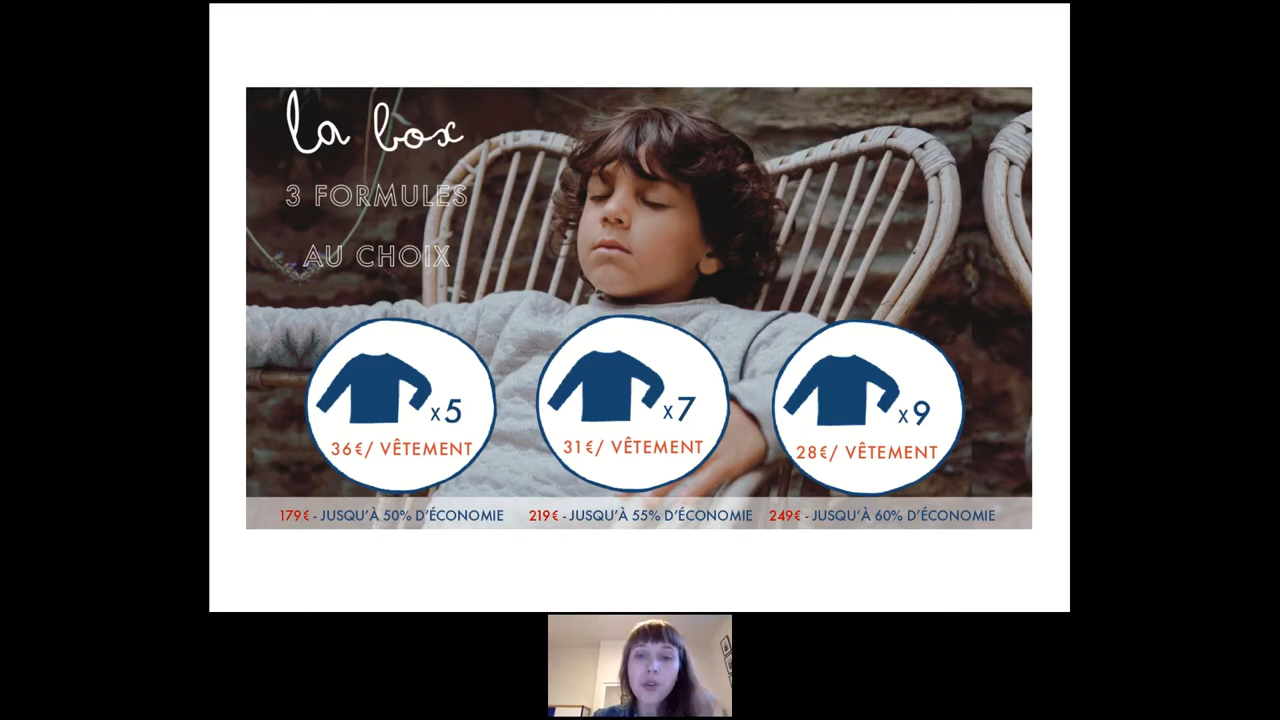 la box
3 FORMULES
AU CHOIX
x5
36€/ VÊTEMENT
x7
31€/ VÊTEMENT
x9
28€/ VÊTEMENT
179€ - JUSQU'À 50% D'ÉCONOMIE
219€ - JUSQU'À 55% D'ÉCONOMIE
249€ - JUSQU'À 60% D'ÉCONOMIE